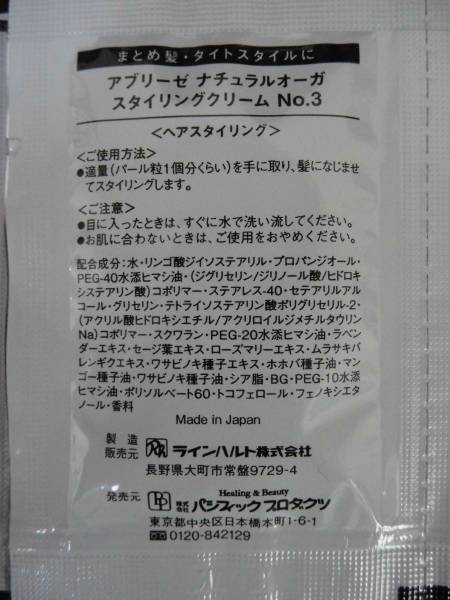 まとめ髪・タイトスタイルに
アブリーゼ ナチュラルオーガ
スタイリングクリーム No.3
<ヘアスタイリング>
<ご使用方法>
●適量(パール粒1個分くらい)を手に取り、髪になじませ
てスタイリングします。
<ご注意>
●目に入ったときは、すぐに水で洗い流してください。
●お肌に合わないときは、ご使用をおやめください。
配合成分:水・リンゴ酸ジイソステアリル・プロパンジオール・
PEG-40水添ヒマシ油・(ジグリセリン/ジリノール酸/ヒドロキ
システアリン酸)コポリマー・ステアレス-40・セテアリルアル
コール・グリセリン・テトライソステアリン酸ポリグリセリル-2・
(アクリル酸ヒドロキシエチル/アクリロイルジメチルタウリン
Na)コポリマー・スクワラン・PEG-20水添ヒマシ油・ラベン
ダーエキス・セージ葉エキス・ローズマリーエキス・ムラサキバ
レンギクエキス・ワサビノキ種子エキス・ホホバ種子油・マン
ゴー種子油・ワサビノキ種子油・シア脂・BG・PEG-10水添
ヒマシ油・ポリソルベート60・トコフェロール・フェノキシエタ
ノール・香料
Made in Japan
製造
販売元 ラインハルト株式会社
長野県大町市常盤9729-4
Healing & Beauty
発売元 株式会社 パシフィックプロダクツ
東京都中央区日本橋本町1-6-1
0120-842129